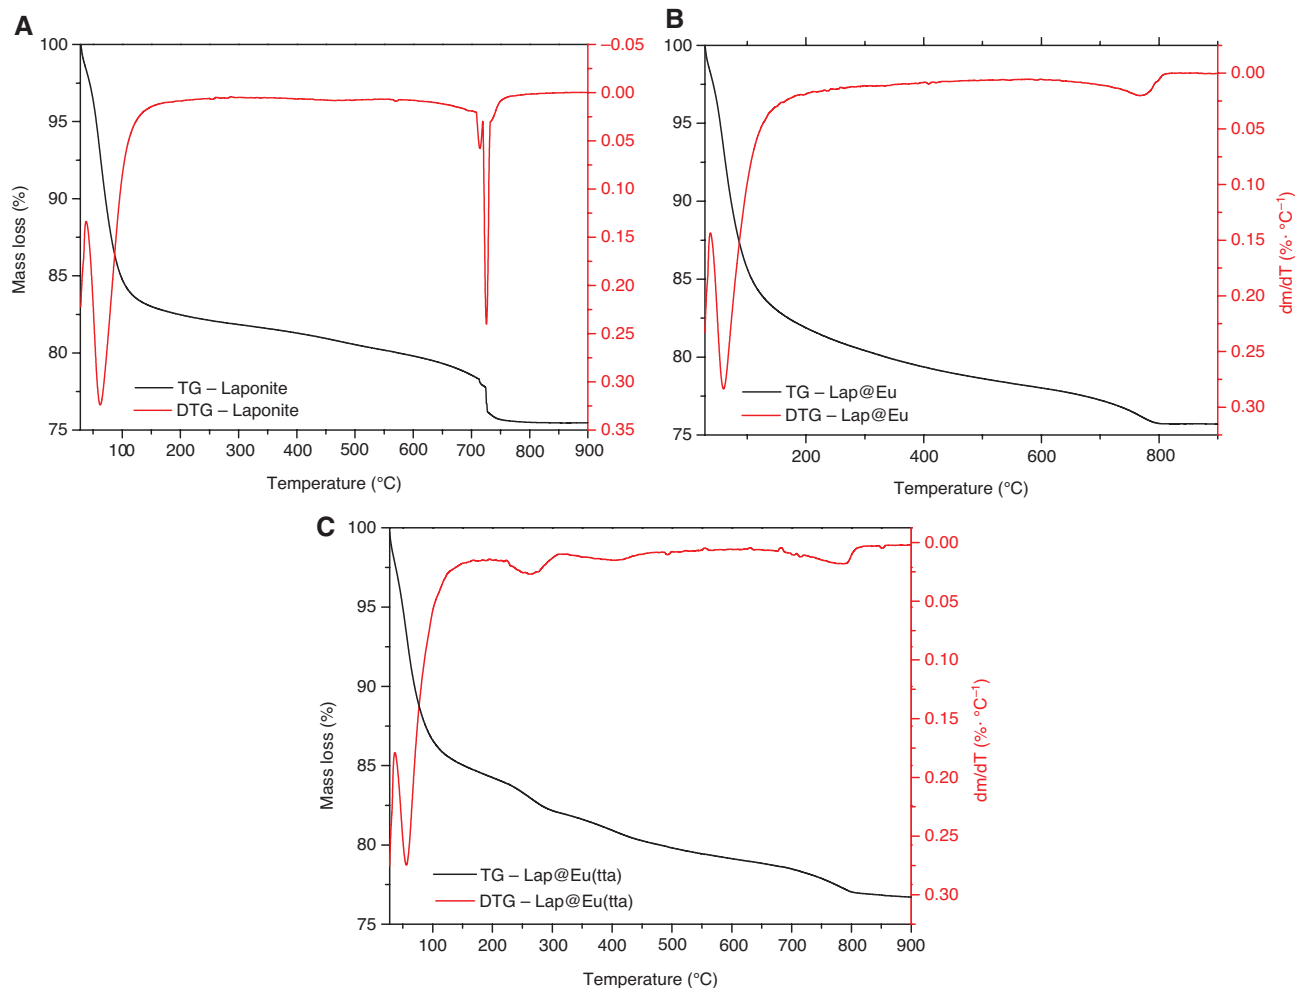 A
100
95
90
85
80
75
Mass loss (%)
–0.05
0.00
0.05
0.10
0.15
0.20
0.25
0.30
0.35
TG – Laponite
DTG – Laponite
100 200 300 400 500 600 700 800 900
Temperature (°C)
B
100
95
90
85
80
75
0.00
0.05
0.10
0.15
0.20
0.25
0.30
dm/dT (%· °C⁻¹)
TG – Lap@Eu
DTG – Lap@Eu
200 400 600 800
Temperature (°C)
C
100
95
90
85
80
75
Mass loss (%)
0.00
0.05
0.10
0.15
0.20
0.25
0.30
dm/dT (%· °C⁻¹)
TG – Lap@Eu(tta)
DTG – Lap@Eu(tta)
100 200 300 400 500 600 700 800 900
Temperature (°C)